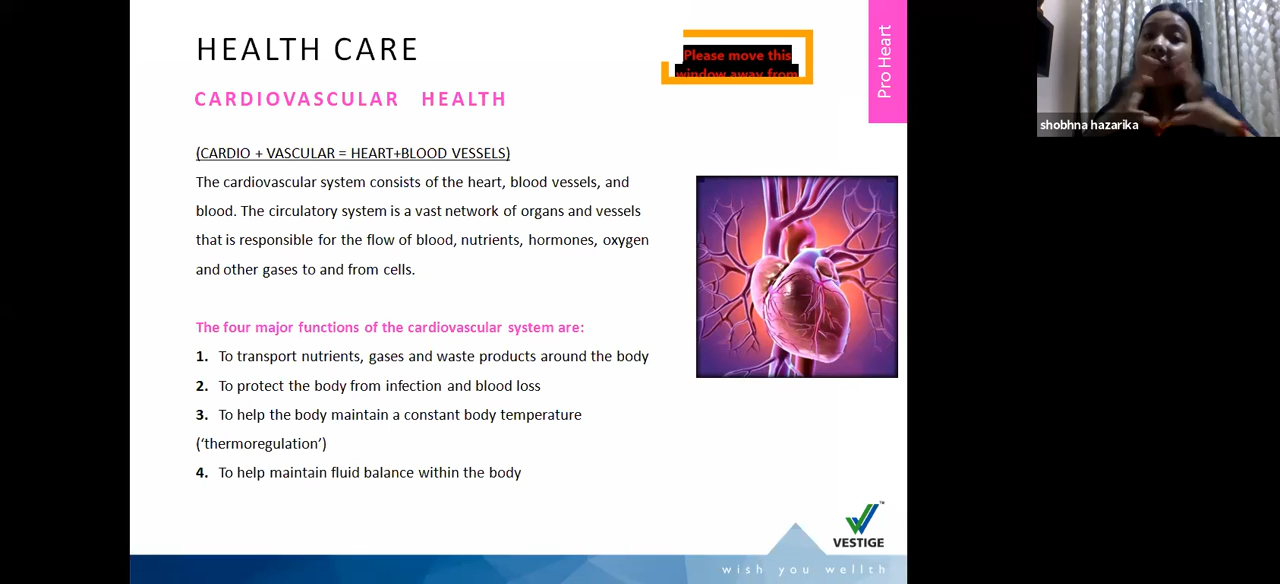 HEALTH CARE
CARDIOVASCULAR HEALTH
(CARDIO + VASCULAR = HEART+BLOOD VESSELS)
The cardiovascular system consists of the heart, blood vessels, and
blood. The circulatory system is a vast network of organs and vessels
that is responsible for the flow of blood, nutrients, hormones, oxygen
and other gases to and from cells.
The four major functions of the cardiovascular system are:
1. To transport nutrients, gases and waste products around the body
2. To protect the body from infection and blood loss
3. To help the body maintain a constant body temperature
(‘thermoregulation’)
4. To help maintain fluid balance within the body
Please move this
window away from
Pro Heart
shobhna hazarika
VESTIGE™
wish you wellth